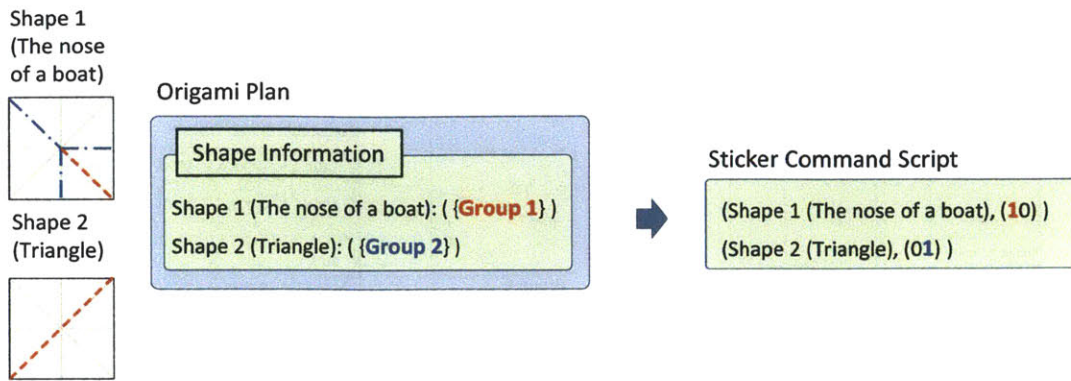 Shape 1
(The nose
of a boat)
Shape 2
(Triangle)
Origami Plan
Shape Information
Shape 1 (The nose of a boat): ( {Group 1} )
Shape 2 (Triangle): ( {Group 2} )
Sticker Command Script
(Shape 1 (The nose of a boat), (10) )
(Shape 2 (Triangle), (01) )